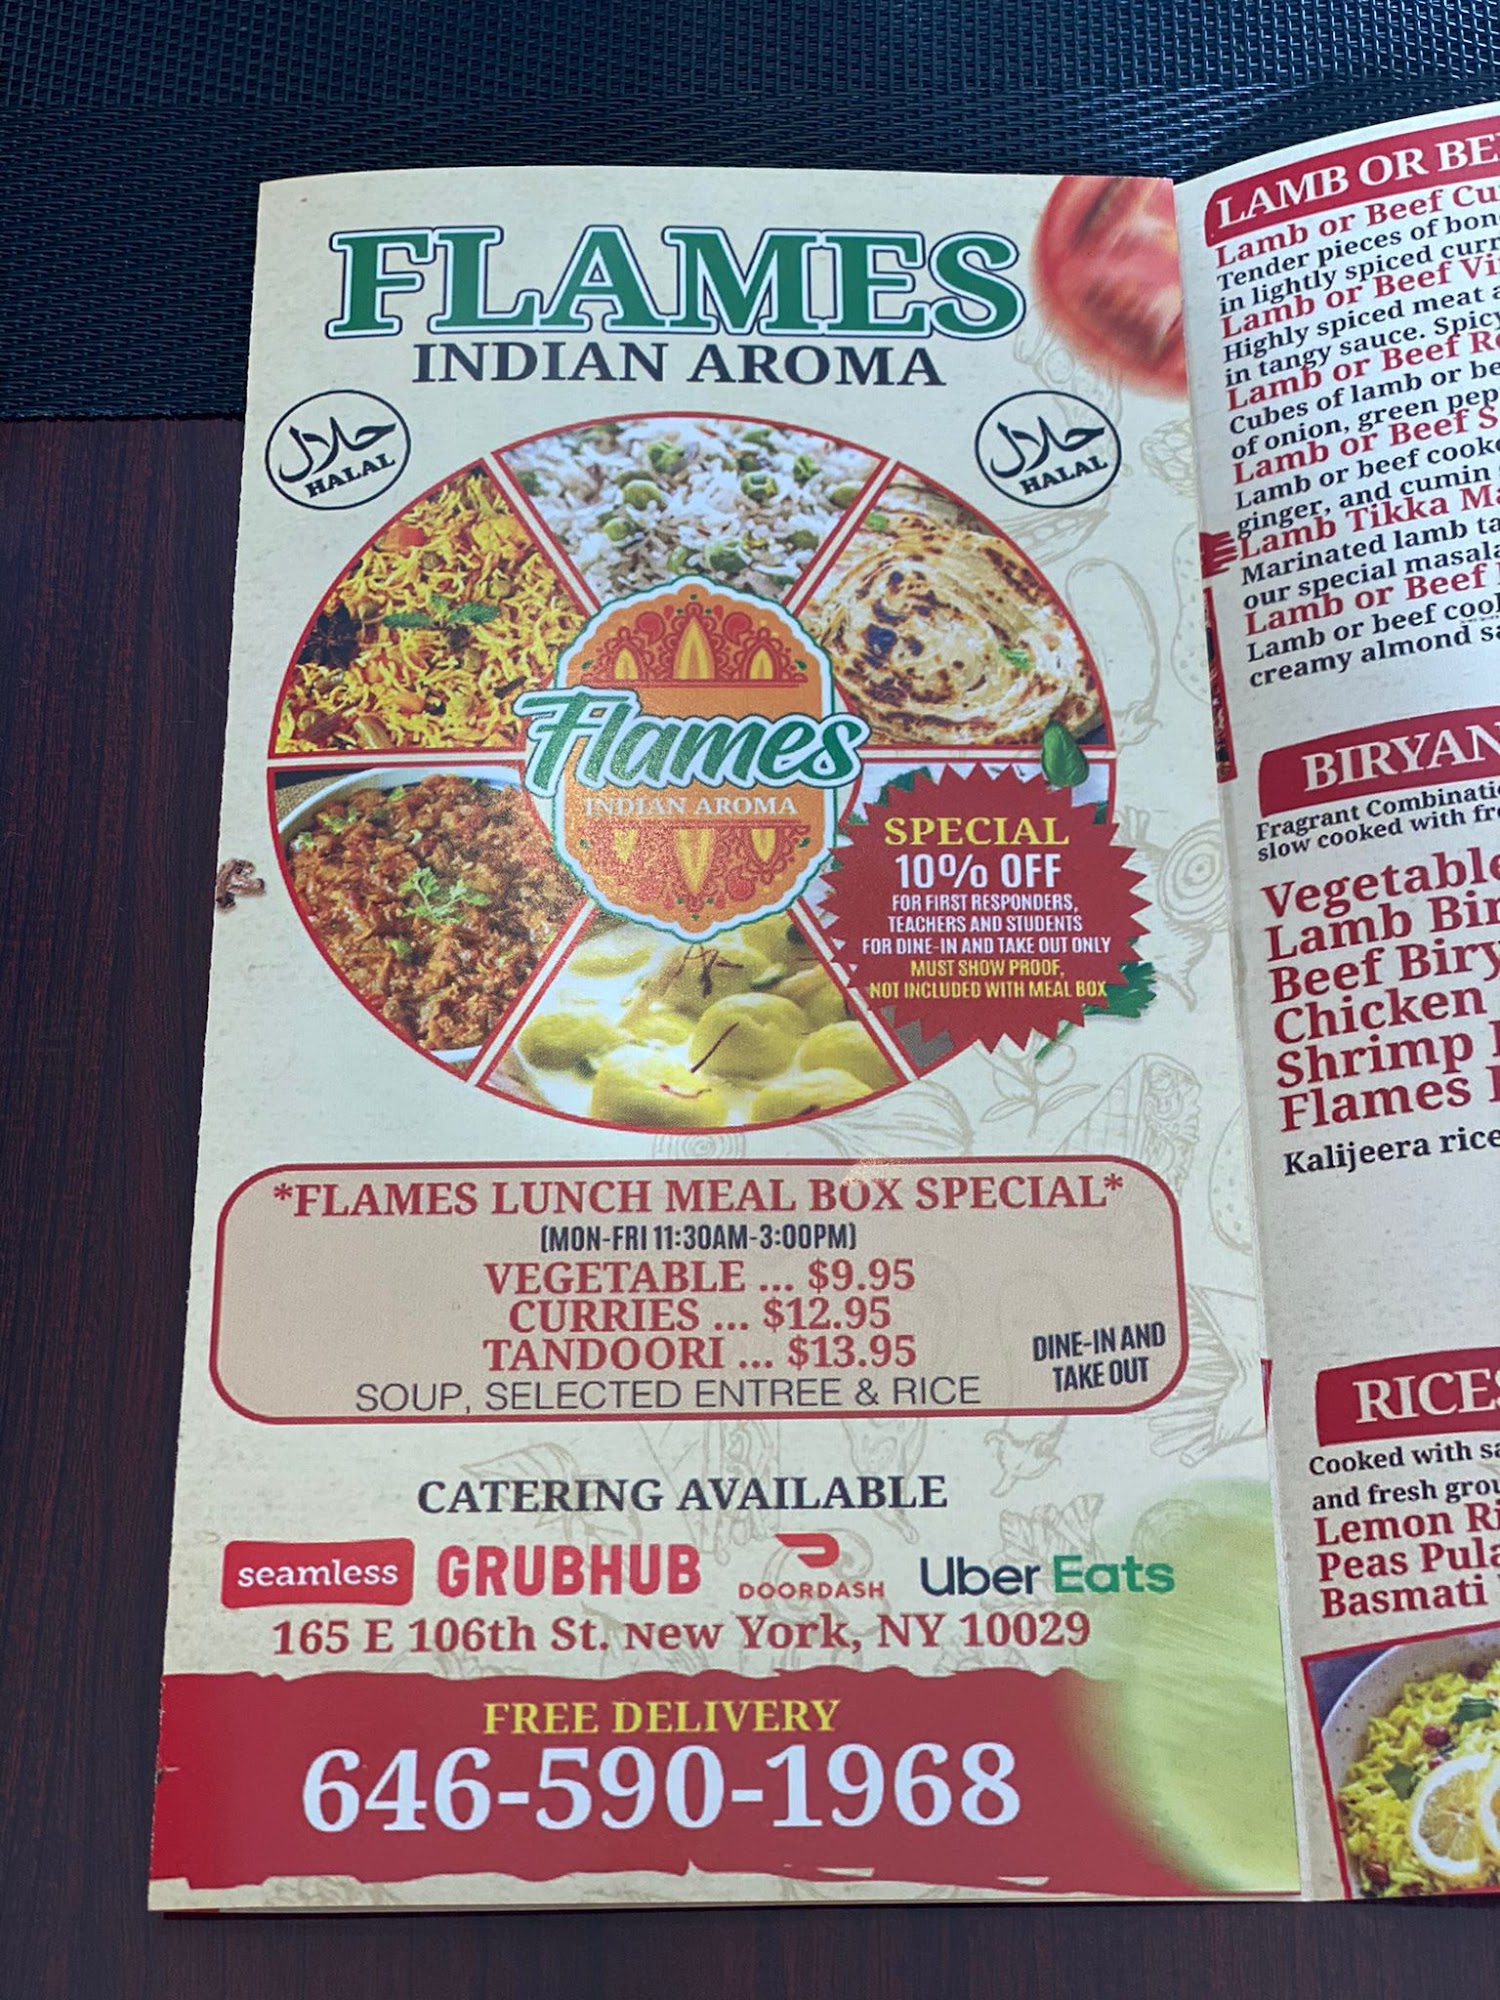 FLAMES
INDIAN AROMA
حلال
HALAL
حلال
HALAL
Flames
INDIAN AROMA
SPECIAL
10% OFF
FOR FIRST RESPONDERS,
TEACHERS AND STUDENTS
FOR DINE-IN AND TAKE OUT ONLY
MUST SHOW PROOF,
NOT INCLUDED WITH MEAL BOX
*FLAMES LUNCH MEAL BOX SPECIAL*
(MON-FRI 11:30AM-3:00PM)
VEGETABLE ... $9.95
CURRIES ... $12.95
TANDOORI ... $13.95
SOUP, SELECTED ENTREE & RICE
DINE-IN AND
TAKE OUT
CATERING AVAILABLE
seamless GRUBHUB DOORDASH Uber Eats
165 E 106th St. New York, NY 10029
FREE DELIVERY
646-590-1968
LAMB OR
Lamb or Beef
Tender pieces of
in lightly spiced
Lamb or Beef
Highly spiced meat
in tangy sauce.
Lamb or Beef
Cubes of lamb or
of onion, green
Lamb or Beef
Lamb or beef
ginger, and cumin
Lamb Tikka
Marinated lamb
our special
Lamb or Beef
Lamb or beef
creamy almond
Fragrant
slow cooked with
Lamb
Beef
Chicken
Shrimp
Flames
Kalijeera rice
Cooked with
and fresh
Lemon
Peas
Basmati